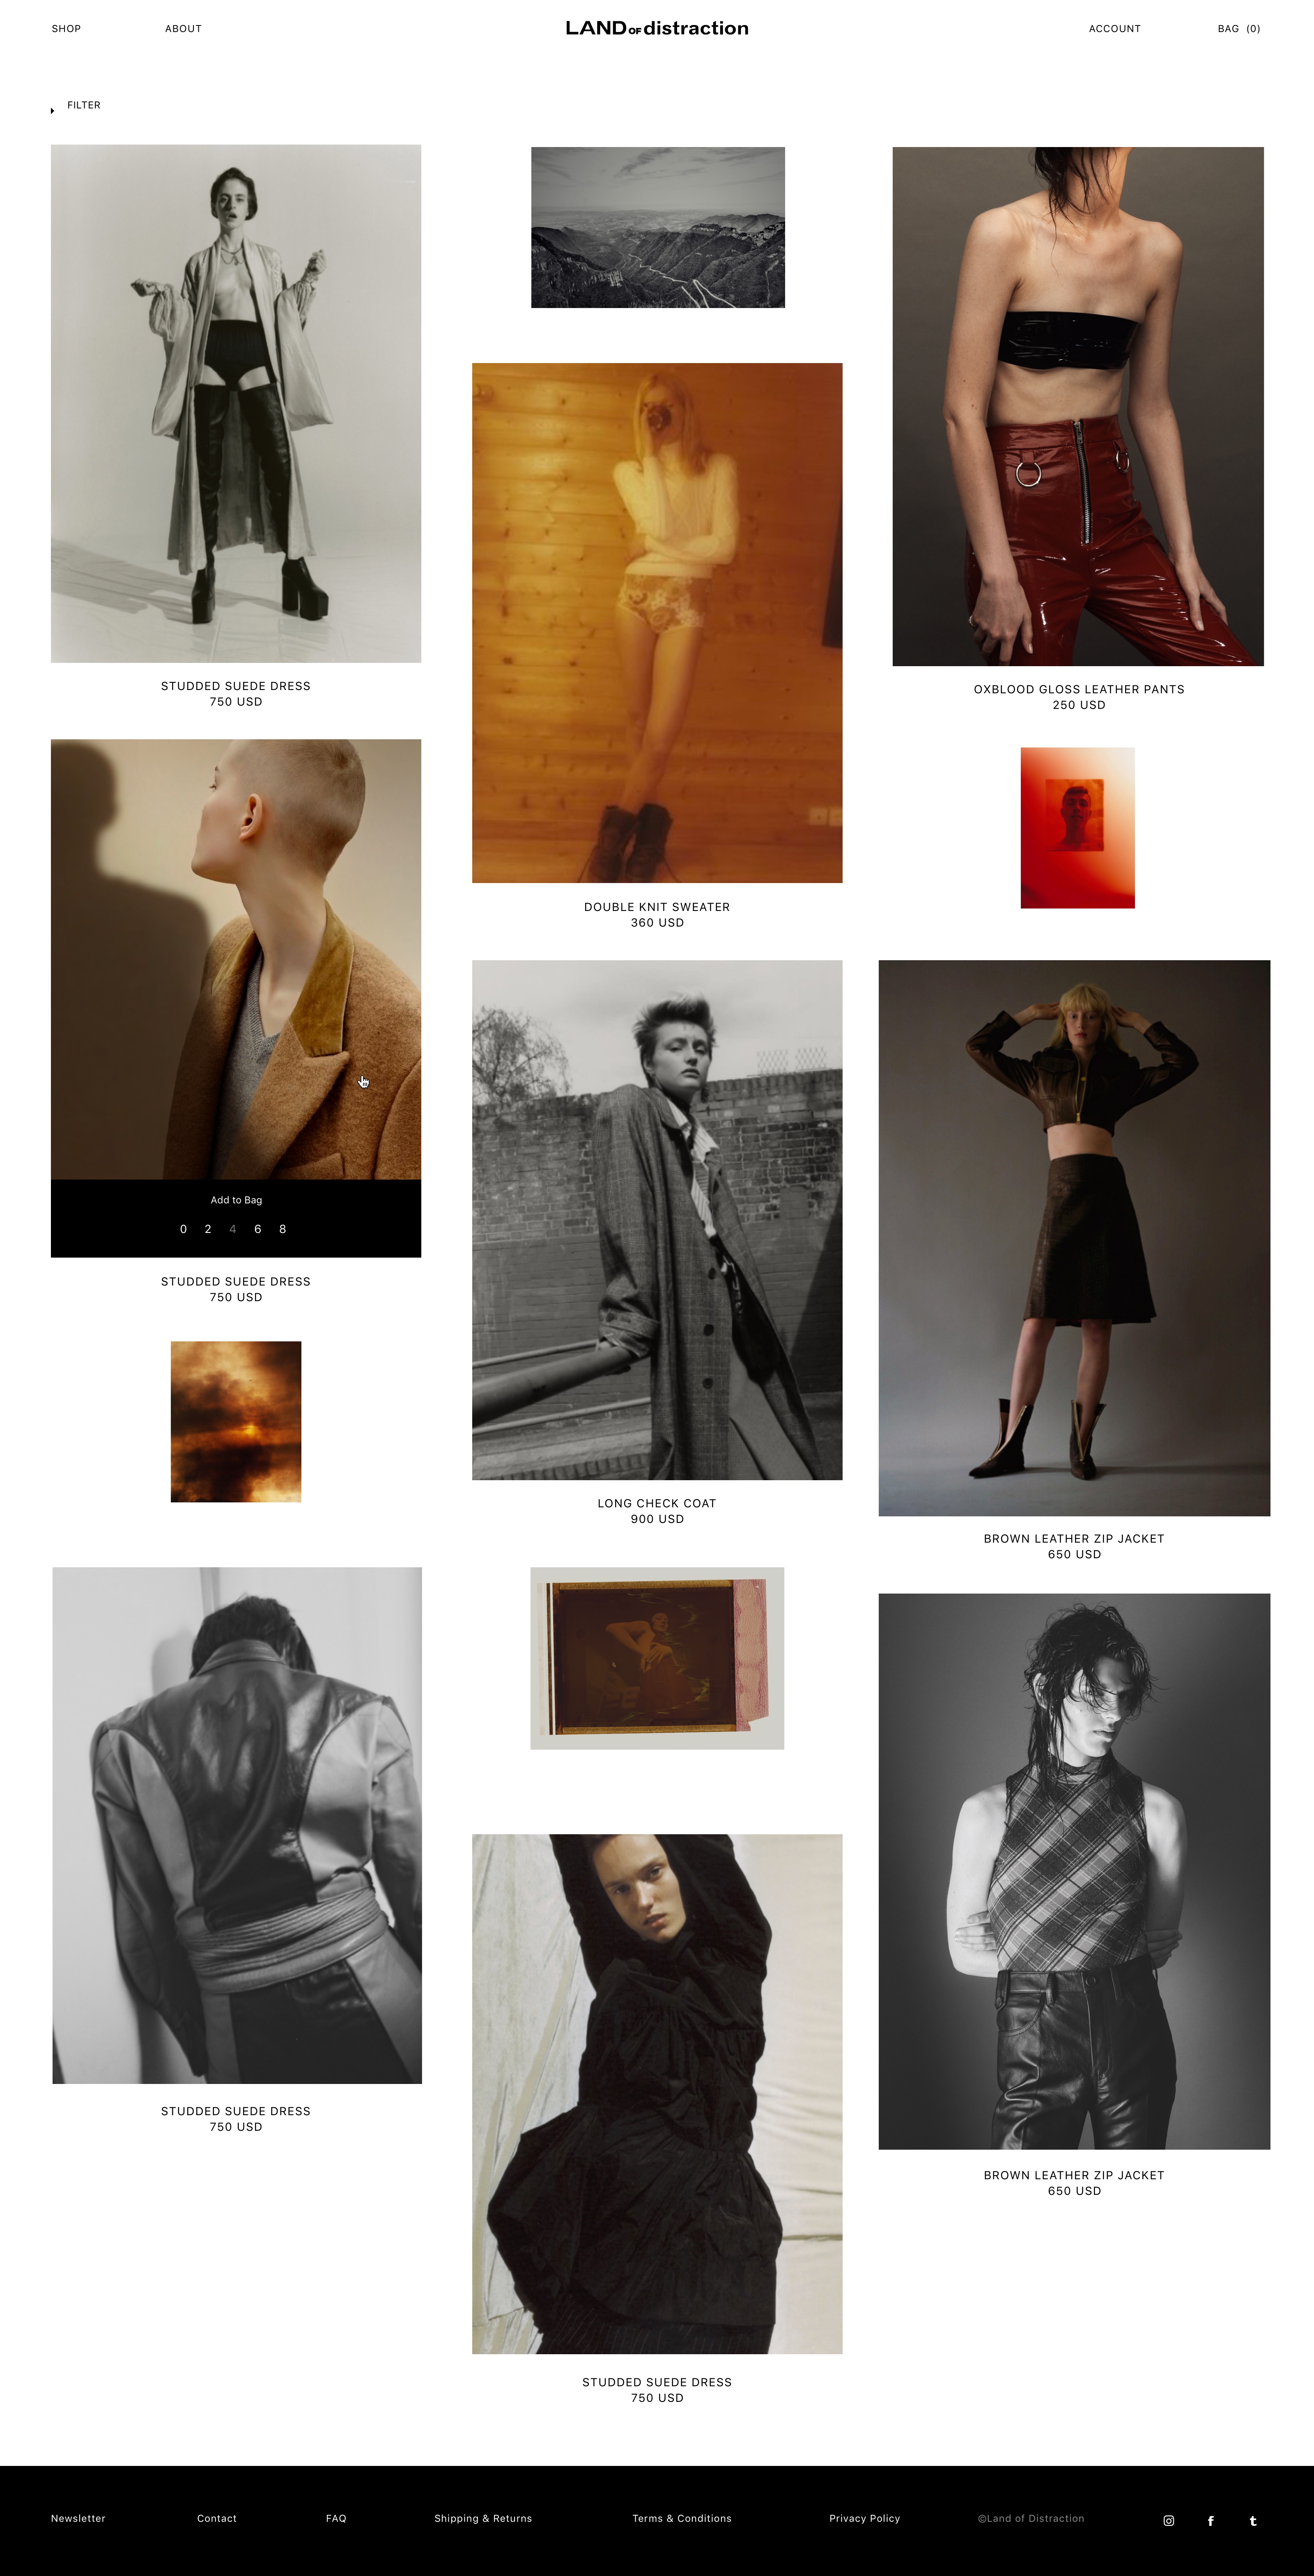 SHOP
ABOUT
LAND OF distraction
ACCOUNT
BAG (0)
FILTER
STUDDED SUEDE DRESS
750 USD
OXBLOOD GLOSS LEATHER PANTS
250 USD
DOUBLE KNIT SWEATER
360 USD
Add to Bag
0 2 4 6 8
STUDDED SUEDE DRESS
750 USD
LONG CHECK COAT
900 USD
BROWN LEATHER ZIP JACKET
650 USD
STUDDED SUEDE DRESS
750 USD
BROWN LEATHER ZIP JACKET
650 USD
STUDDED SUEDE DRESS
750 USD
Newsletter
Contact
FAQ
Shipping & Returns
Terms & Conditions
Privacy Policy
©Land of Distraction